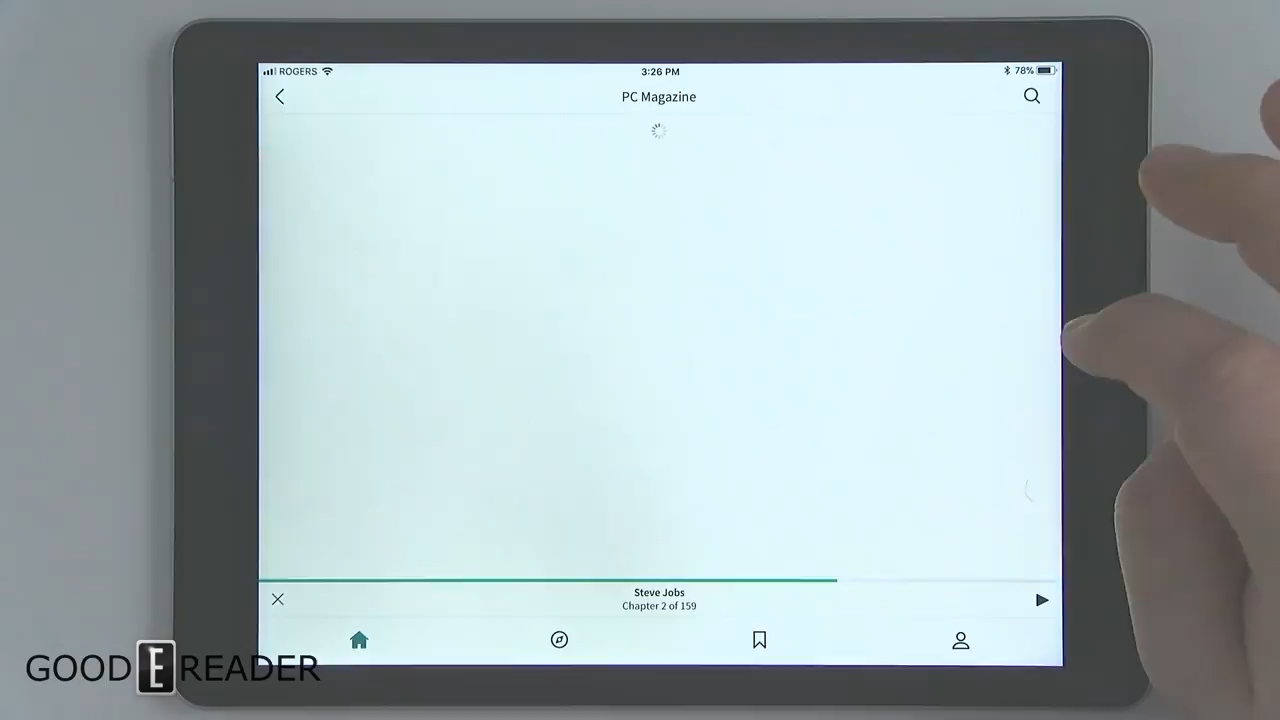 ROGERS 3:26 PM 78%
PC Magazine
Steve Jobs
Chapter 2 of 159
GOOD E READER